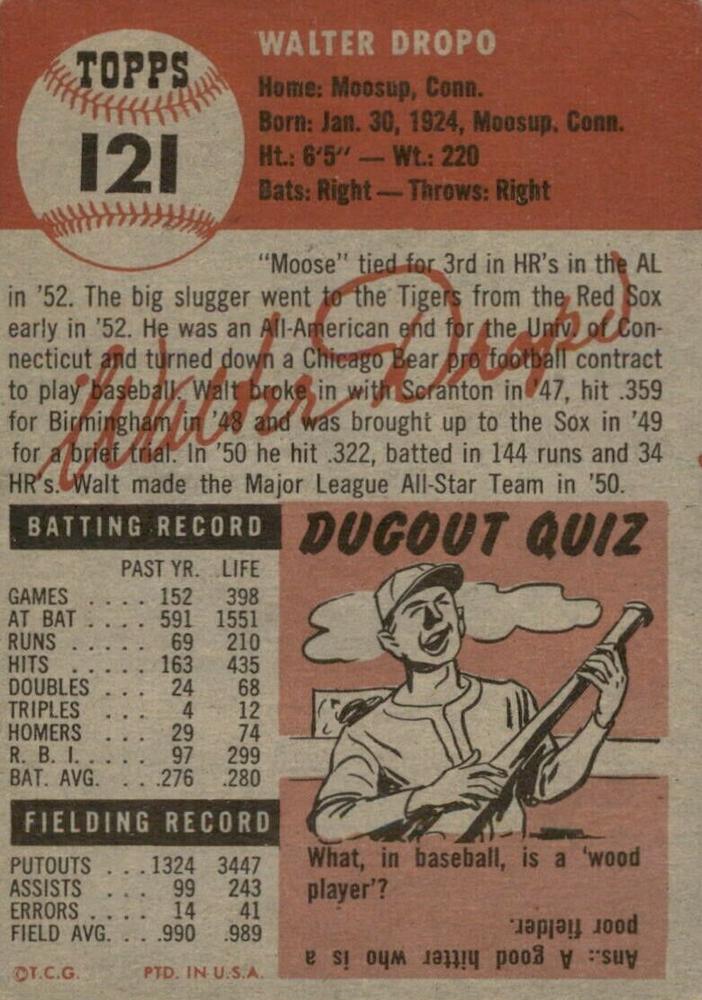 TOPPS
121
WALTER DROPO
Home: Moosup, Conn.
Born: Jan. 30, 1924, Moosup, Conn.
Ht.: 6'5" — Wt.: 220
Bats: Right — Throws: Right
"Moose" tied for 3rd in HR's in the AL
in '52. The big slugger went to the Tigers from the Red Sox
early in '52. He was an All-American end for the Univ. of Con-
necticut and turned down a Chicago Bear pro football contract
to play baseball. Walt broke in with Scranton in '47, hit .359
for Birmingham in '48 and was brought up to the Sox in '49
for a brief trial. In '50 he hit .322, batted in 144 runs and 34
HR's. Walt made the Major League All-Star Team in '50.
Walter Dropo
BATTING RECORD
PAST YR. LIFE
GAMES .... 152 398
AT BAT .... 591 1551
RUNS ...... 69 210
HITS ..... 163 435
DOUBLES ... 24 68
TRIPLES ... 4 12
HOMERS ... 29 74
R. B. I. .... 97 299
BAT. AVG. ... .276 .280
FIELDING RECORD
PUTOUTS ... 1324 3447
ASSISTS .... 99 243
ERRORS .... 14 41
FIELD AVG. ... .990 .989
©T.C.G. PTD. IN U.S.A.
DUGOUT QUIZ
What, in baseball, is a 'wood
player'?
Ans.: A good hitter who is a
poor fielder.